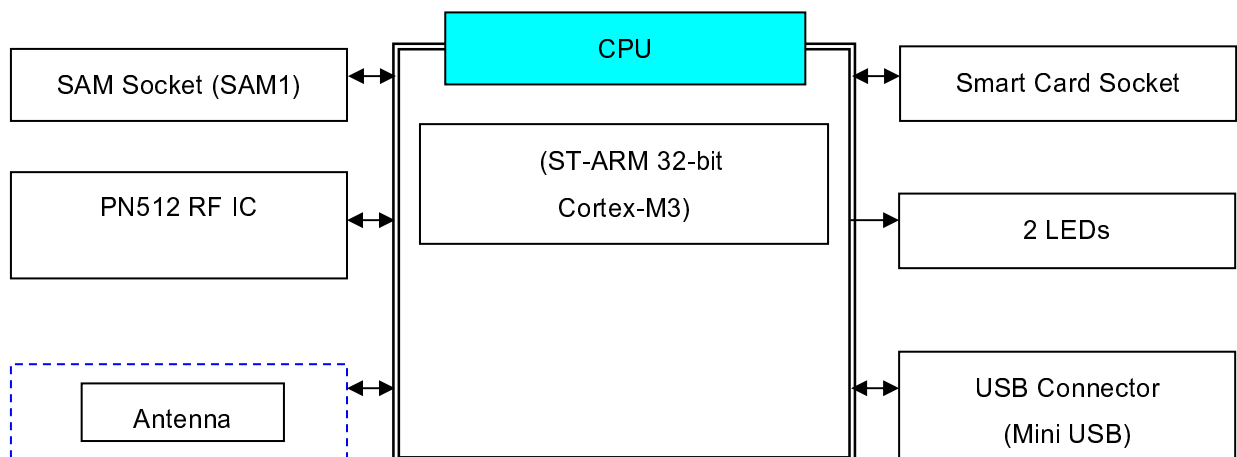 CPU
SAM Socket (SAM1)
Smart Card Socket
(ST-ARM 32-bit
Cortex-M3)
PN512 RF IC
2 LEDs
Antenna
USB Connector
(Mini USB)